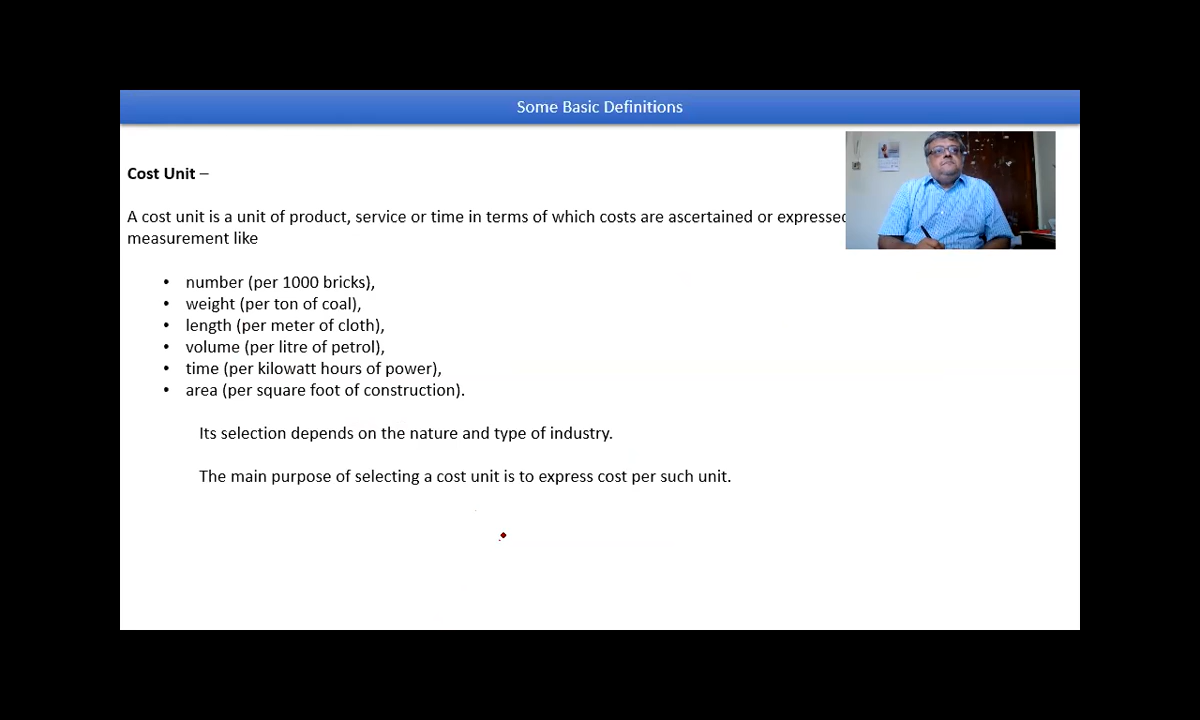 Some Basic Definitions
Cost Unit –
A cost unit is a unit of product, service or time in terms of which costs are ascertained or expressed
measurement like
• number (per 1000 bricks),
• weight (per ton of coal),
• length (per meter of cloth),
• volume (per litre of petrol),
• time (per kilowatt hours of power),
• area (per square foot of construction).
Its selection depends on the nature and type of industry.
The main purpose of selecting a cost unit is to express cost per such unit.